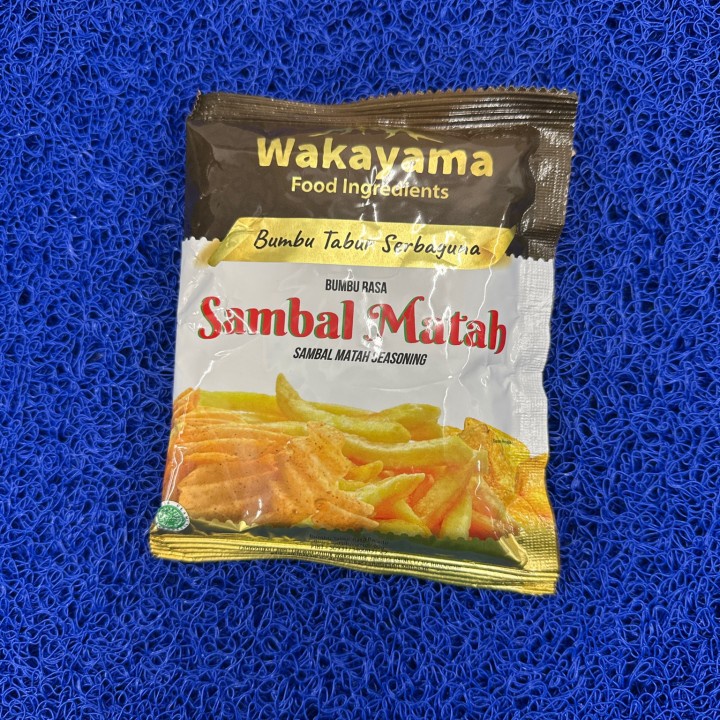 Wakayama
Food Ingredients
Bumbu Tabur Serbaguna
BUMBU RASA
Sambal Matah
SAMBAL MATAH SEASONING